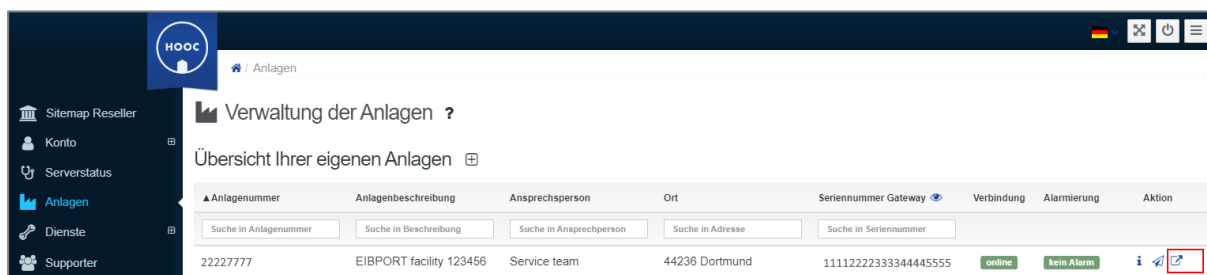 HOOC
/ Anlagen
Sitemap Reseller
Konto
Serverstatus
Anlagen
Dienste
Supporter
Verwaltung der Anlagen ?
Übersicht Ihrer eigenen Anlagen
▲Anlagenummer Anlagenbeschreibung Ansprechsperson Ort Seriennummer Gateway Verbindung Alarmierung Aktion
Suche in Anlagenummer Suche in Beschreibung Suche in Ansprechperson Suche in Adresse Suche in Seriennummer
22227777 EIBPORT facility 123456 Service team 44236 Dortmund 11112222333344445555 online kein Alarm i